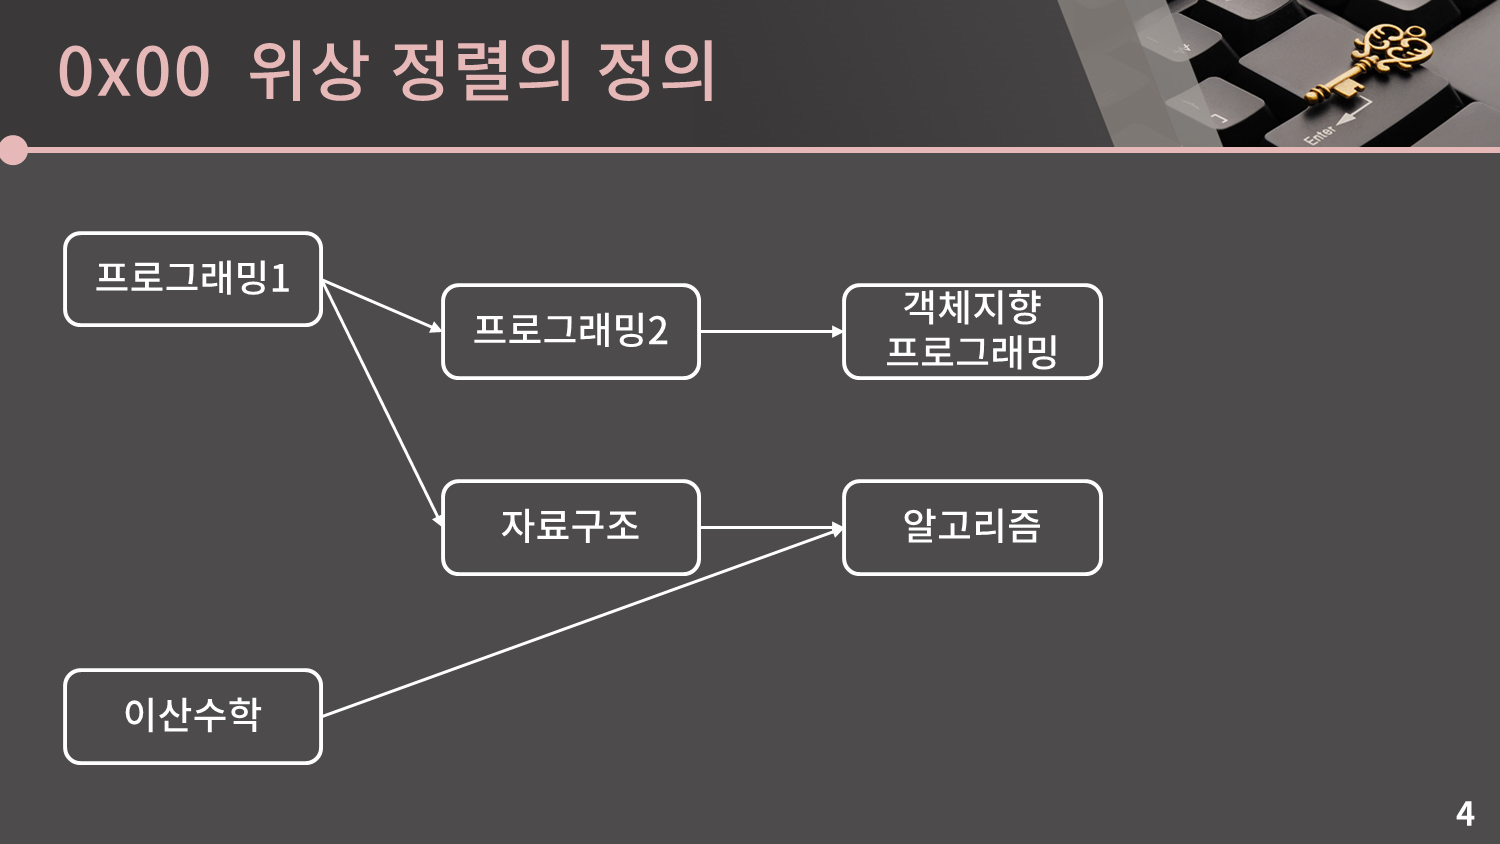 0x00 위상 정렬의 정의
Enter
프로그래밍1
프로그래밍2
객체지향
프로그래밍
자료구조
알고리즘
이산수학
4